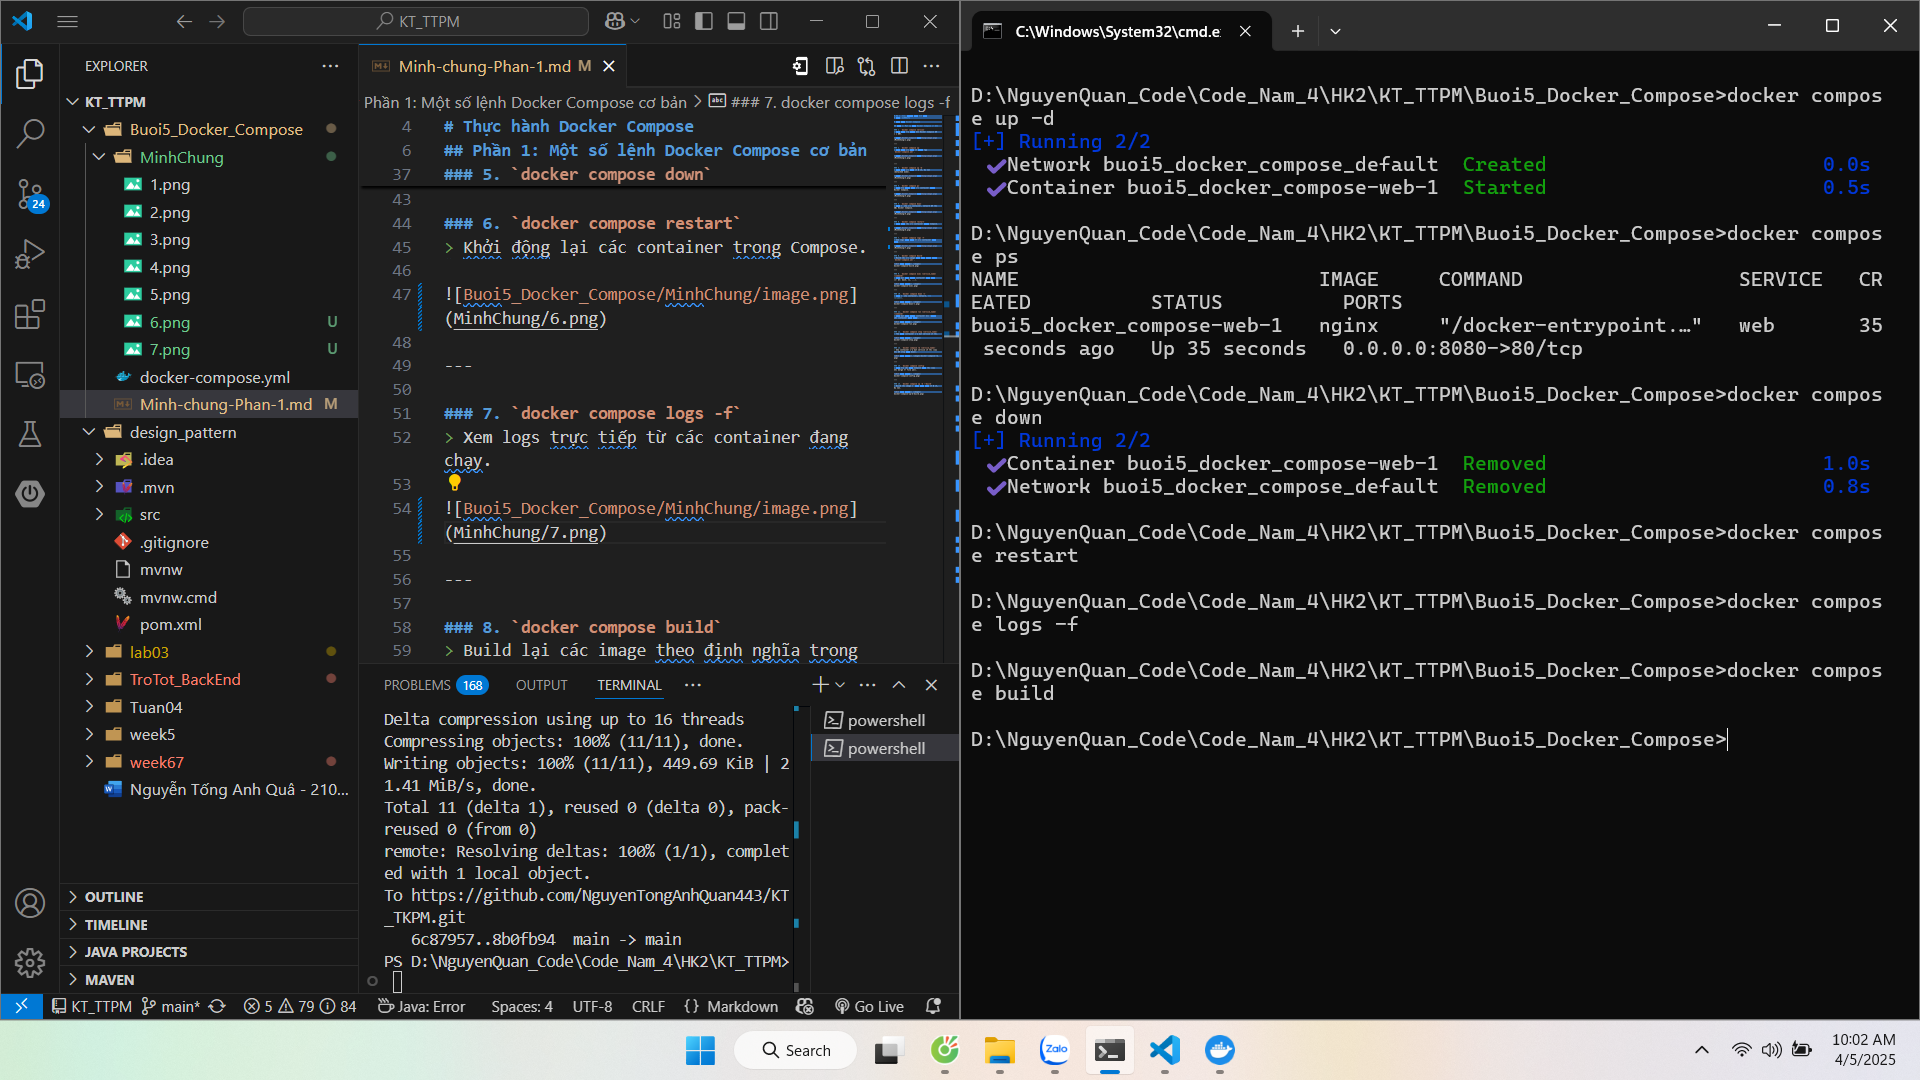 KT_TTPM
EXPLORER
KT_TTPM
Buoi5_Docker_Compose
MinhChung
1.png
2.png
3.png
4.png
5.png
6.png U
7.png U
docker-compose.yml
Minh-chung-Phan-1.md M
design_pattern
.idea
.mvn
src
.gitignore
mvnw
mvnw.cmd
pom.xml
lab03
TroTot_BackEnd
Tuan04
week5
week67
Nguyễn Tống Anh Quâ - 210...
OUTLINE
TIMELINE
JAVA PROJECTS
MAVEN
24
Minh-chung-Phan-1.md M
Phần 1: Một số lệnh Docker Compose cơ bản > ### 7. docker compose logs -f
4 # Thực hành Docker Compose
6 ## Phần 1: Một số lệnh Docker Compose cơ bản
37 ### 5. `docker compose down`
43
44 ### 6. `docker compose restart`
45 > Khởi động lại các container trong Compose.
46
47 ![Buoi5_Docker_Compose/MinhChung/image.png]
(MinhChung/6.png)
48
49 ---
50
51 ### 7. `docker compose logs -f`
52 > Xem logs trực tiếp từ các container đang
chạy.
53
54 ![Buoi5_Docker_Compose/MinhChung/image.png]
(MinhChung/7.png)
55
56 ---
57
58 ### 8. `docker compose build`
59 > Build lại các image theo định nghĩa trong
PROBLEMS 168 OUTPUT TERMINAL
Delta compression using up to 16 threads
Compressing objects: 100% (11/11), done.
Writing objects: 100% (11/11), 449.69 KiB | 2
1.41 MiB/s, done.
Total 11 (delta 1), reused 0 (delta 0), pack-
reused 0 (from 0)
remote: Resolving deltas: 100% (1/1), complet
ed with 1 local object.
To https://github.com/NguyenTongAnhQuan443/KT
_TKPM.git
6c87957..8b0fb94 main -> main
PS D:\NguyenQuan_Code\Code_Nam_4\HK2\KT_TTPM>
powershell
powershell
KT_TTPM main* 5 79 84 Java: Error Spaces: 4 UTF-8 CRLF {} Markdown Go Live
C:\Windows\System32\cmd.e
D:\NguyenQuan_Code\Code_Nam_4\HK2\KT_TTPM\Buoi5_Docker_Compose>docker compos
e up -d
[+] Running 2/2
✔Network buoi5_docker_compose_default Created 0.0s
✔Container buoi5_docker_compose-web-1 Started 0.5s
D:\NguyenQuan_Code\Code_Nam_4\HK2\KT_TTPM\Buoi5_Docker_Compose>docker compos
e ps
NAME IMAGE COMMAND SERVICE CR
EATED STATUS PORTS
buoi5_docker_compose-web-1 nginx "/docker-entrypoint.…" web 35
seconds ago Up 35 seconds 0.0.0.0:8080->80/tcp
D:\NguyenQuan_Code\Code_Nam_4\HK2\KT_TTPM\Buoi5_Docker_Compose>docker compos
e down
[+] Running 2/2
✔Container buoi5_docker_compose-web-1 Removed 1.0s
✔Network buoi5_docker_compose_default Removed 0.8s
D:\NguyenQuan_Code\Code_Nam_4\HK2\KT_TTPM\Buoi5_Docker_Compose>docker compos
e restart
D:\NguyenQuan_Code\Code_Nam_4\HK2\KT_TTPM\Buoi5_Docker_Compose>docker compos
e logs -f
D:\NguyenQuan_Code\Code_Nam_4\HK2\KT_TTPM\Buoi5_Docker_Compose>docker compos
e build
D:\NguyenQuan_Code\Code_Nam_4\HK2\KT_TTPM\Buoi5_Docker_Compose>
Search
Zalo
10:02 AM
4/5/2025